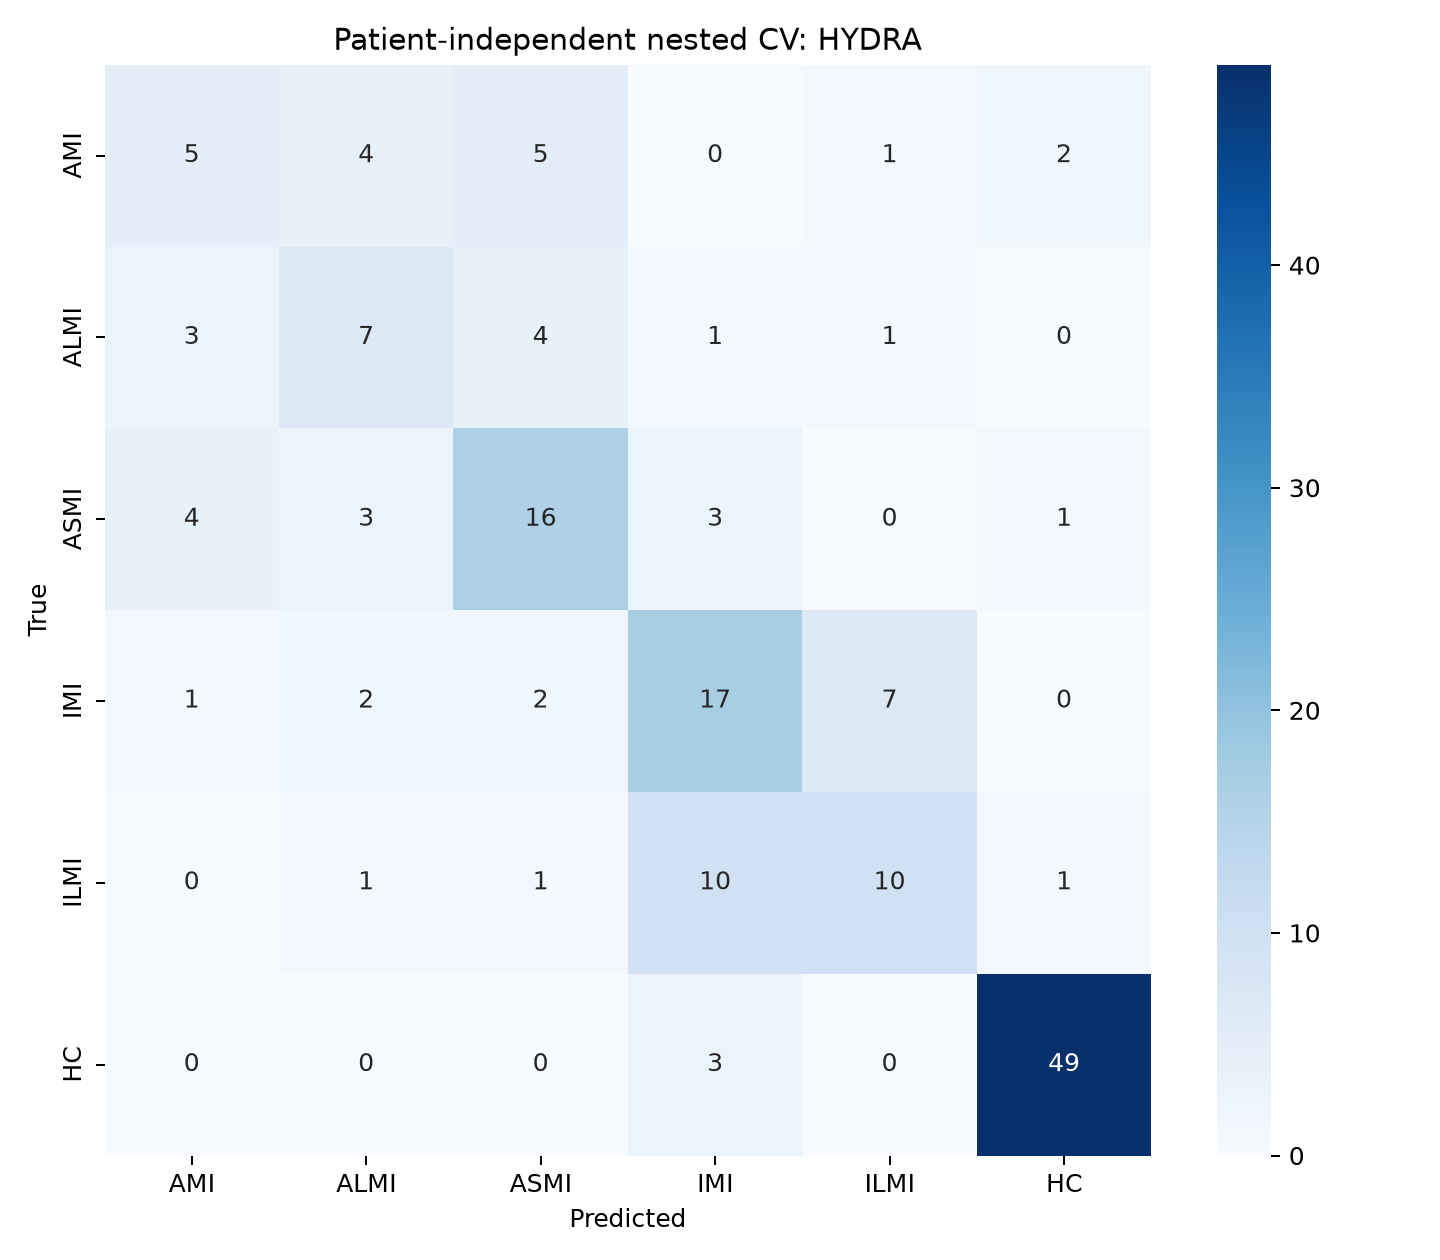 Patient-independent nested CV: HYDRA
True
AMI 5 4 5 0 1 2
ALMI 3 7 4 1 1 0
ASMI 4 3 16 3 0 1
IMI 1 2 2 17 7 0
ILMI 0 1 1 10 10 1
HC 0 0 0 3 0 49
AMI ALMI ASMI IMI ILMI HC
Predicted
40
30
20
10
0